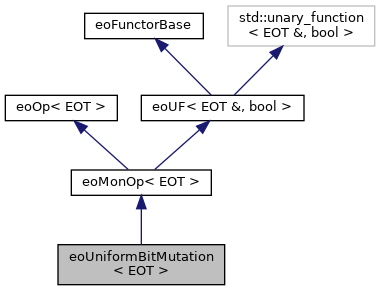 eoFunctorBase
std::unary_function
< EOT &, bool >
eoOp< EOT >
eoUF< EOT &, bool >
eoMonOp< EOT >
eoUniformBitMutation
< EOT >